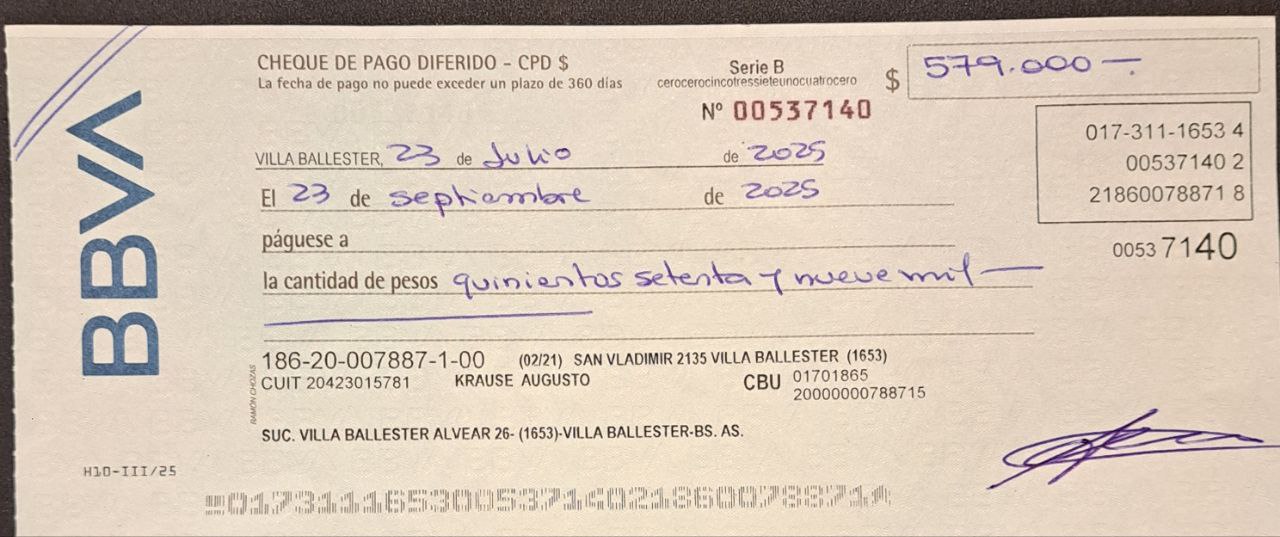 BBVA
CHEQUE DE PAGO DIFERIDO - CPD $
La fecha de pago no puede exceder un plazo de 360 días
Serie B
cerocerocincotressieteunocuatrocero
Nº 00537140
$ 579.000 —
017-311-1653 4
00537140 2
21860078871 8
0053 7140
VILLA BALLESTER, 23 de Julio de 2025
El 23 de septiembre de 2025
páguese a
la cantidad de pesos quinientos setenta y nueve mil —
186-20-007887-1-00 (02/21) SAN VLADIMIR 2135 VILLA BALLESTER (1653)
CUIT 20423015781 KRAUSE AUGUSTO CBU 01701865
20000000788715
RAMÓN CHOZAS
SUC. VILLA BALLESTER ALVEAR 26- (1653)-VILLA BALLESTER-BS. AS.
H10-III/25
01731116530053714021860078871